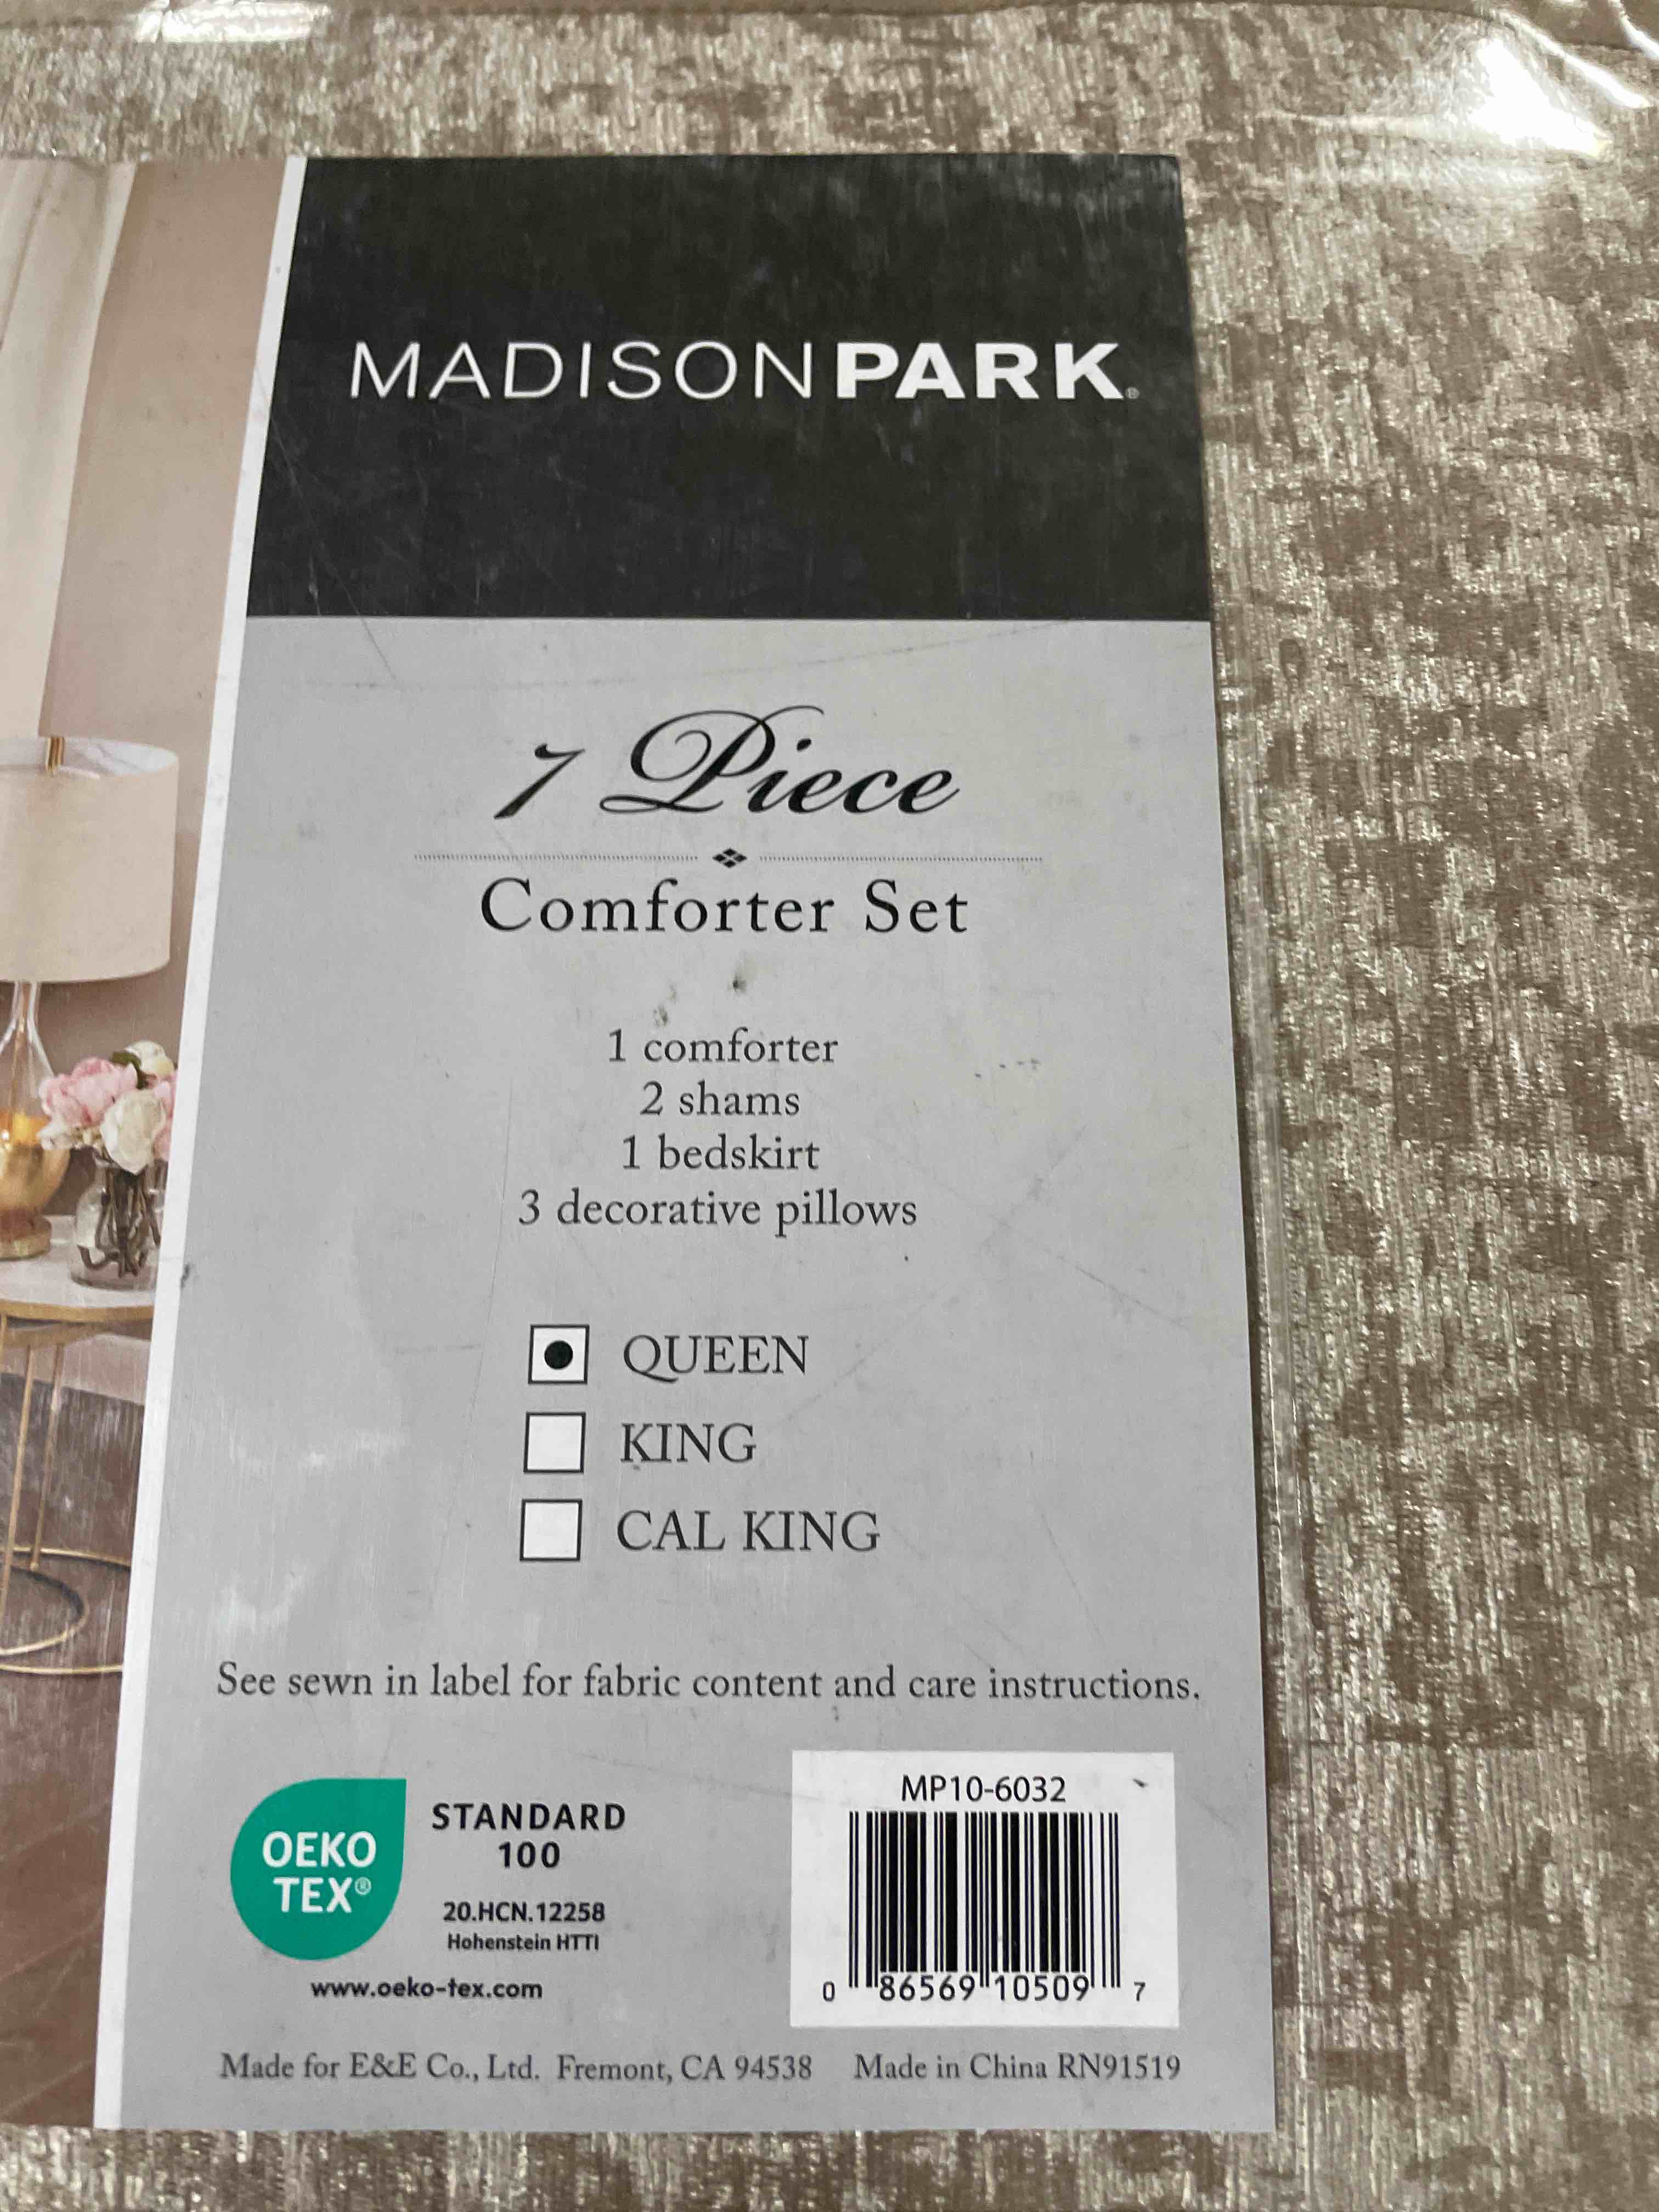 MADISONPARK®
7 Piece
Comforter Set
1 comforter
2 shams
1 bedskirt
3 decorative pillows
QUEEN
KING
CAL KING
See sewn in label for fabric content and care instructions.
OEKO
TEX®
STANDARD
100
20.HCN.12258
Hohenstein HTTI
www.oeko-tex.com
MP10-6032
0 86569 10509 7
Made for E&E Co., Ltd. Fremont, CA 94538 Made in China RN91519